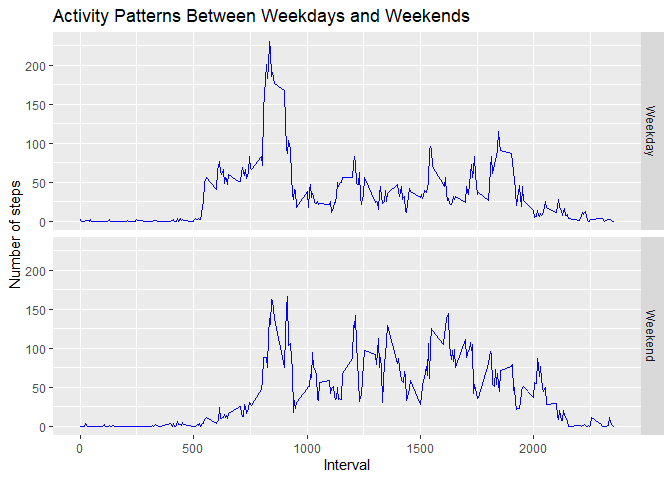 Activity Patterns Between Weekdays and Weekends
Number of steps
200
150
100
50
0
Weekday
200
150
100
50
0
Weekend
0 500 1000 1500 2000
Interval